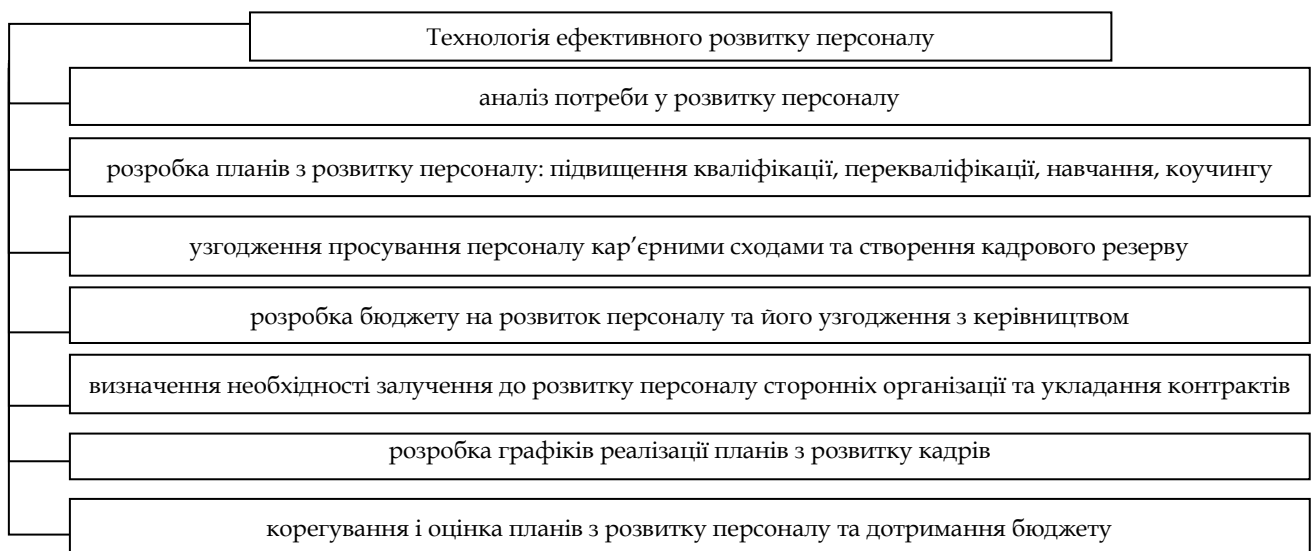 Технологія ефективного розвитку персоналу
аналіз потреби у розвитку персоналу
розробка планів з розвитку персоналу: підвищення кваліфікації, перекваліфікації, навчання, коучингу
узгодження просування персоналу кар’єрними сходами та створення кадрового резерву
розробка бюджету на розвиток персоналу та його узгодження з керівництвом
визначення необхідності залучення до розвитку персоналу сторонніх організації та укладання контрактів
розробка графіків реалізації планів з розвитку кадрів
корегування і оцінка планів з розвитку персоналу та дотримання бюджету